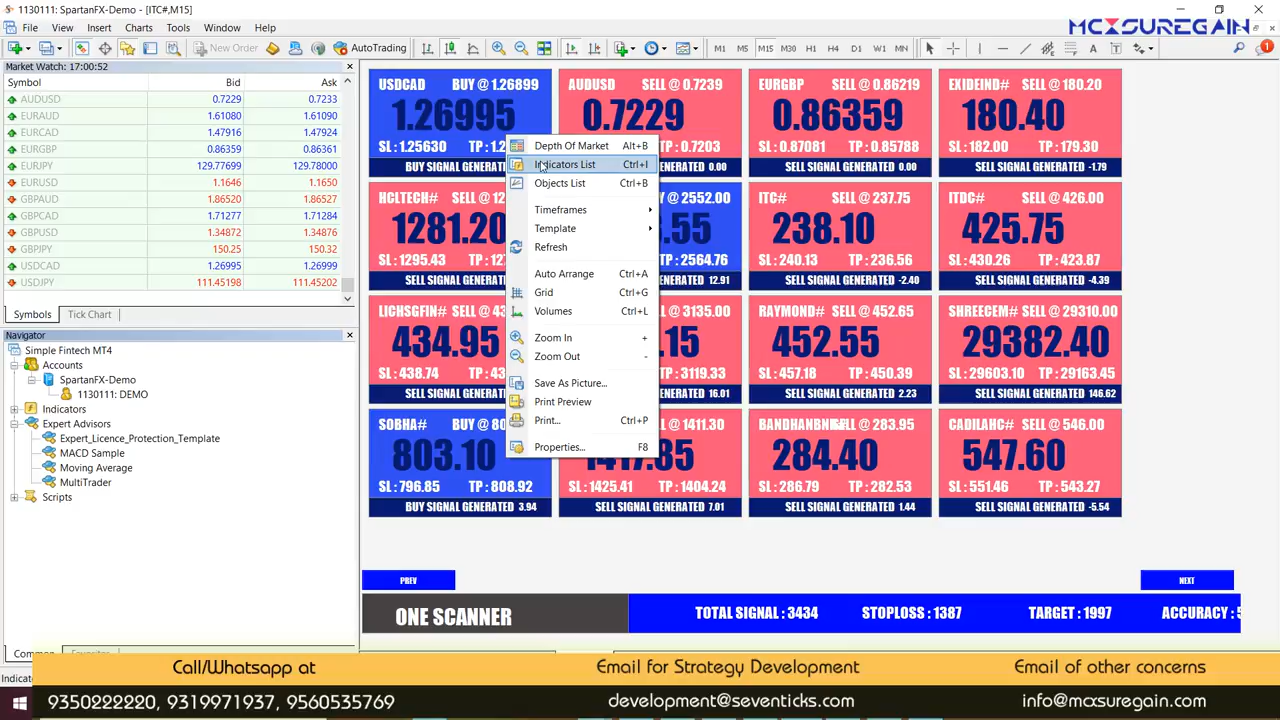 1130111: SpartanFX-Demo - [ITC#,M15]
MCXSUREGAIN
File View Insert Charts Tools Window Help
New Order AutoTrading M1 M5 M15 M30 H1 H4 D1 W1 MN A T 1
Market Watch: 17:00:52
Symbol Bid Ask
AUDUSD 0.7229 0.7233
EURAUD 1.61080 1.61090
EURCAD 1.47916 1.47924
EURGBP 0.86359 0.86361
EURJPY 129.77699 129.78000
EURUSD 1.1646 1.1650
GBPAUD 1.86520 1.86527
GBPCAD 1.71277 1.71284
GBPUSD 1.34872 1.34876
GBPJPY 150.25 150.32
USDCAD 1.26995 1.26999
USDJPY 111.45198 111.45202
Symbols Tick Chart
Navigator
Simple Fintech MT4
Accounts
SpartanFX-Demo
1130111: DEMO
Indicators
Expert Advisors
Expert_Licence_Protection_Template
MACD Sample
Moving Average
MultiTrader
Scripts
Common
USDCAD BUY @ 1.26899
1.26995
SL : 1.25630 TP : 1.2
BUY SIGNAL GENERATED
AUDUSD SELL @ 0.7239
0.7229
TP : 0.7203
GENERATED 0.00
EURGBP SELL @ 0.86219
0.86359
SL : 0.87081 TP : 0.85788
SELL SIGNAL GENERATED 0.00
EXIDEIND# SELL @ 180.20
180.40
SL : TP :
SELL SIGNAL GENERATED -1.79
Depth Of Market Alt+B
Indicators List Ctrl+I
Objects List Ctrl+B
Timeframes
Template
Refresh
Auto Arrange Ctrl+A
Grid Ctrl+G
Volumes Ctrl+L
Zoom In +
Zoom Out -
Save As Picture...
Print Preview
Print... Ctrl+P
Properties... F8
HCLTECH# SELL @ 12
1281.20
SL : 1295.43 TP : 127
SELL SIGNAL GENERATED
Y @ 2552.00
.55
TP : 2564.76
GENERATED 12.91
ITC# SELL @ 237.75
238.10
SL : 240.13 TP : 236.56
SELL SIGNAL GENERATED -2.40
ITDC# SELL @ 426.00
425.75
SL : 430.26 TP : 423.87
SELL SIGNAL GENERATED -4.39
LICHSGFIN# SELL @ 43
434.95
SL : 438.74 TP : 430
SELL SIGNAL GENERATED
LL @ 3135.00
.15
TP : 3119.33
GENERATED 16.01
RAYMOND# SELL @ 452.65
452.55
SL : 457.18 TP : 450.39
SELL SIGNAL GENERATED 2.23
SHREECEM# SELL @ 29310.00
29382.40
SL : 29603.10 TP : 29163.45
SELL SIGNAL GENERATED 146.62
SOBHA# BUY @ 80
803.10
SL : 796.85 TP : 808.92
BUY SIGNAL GENERATED 3.94
LL @ 1411.30
1417.85
SL : 1425.41 TP : 1404.24
SELL SIGNAL GENERATED 7.01
SELL @ 283.95
284.40
SL : 286.79 TP : 282.53
SELL SIGNAL GENERATED 1.44
CADILAHC# SELL @ 546.00
547.60
SL : 551.46 TP : 543.27
SELL SIGNAL GENERATED -5.54
PREV NEXT
ONE SCANNER TOTAL SIGNAL : 3434 STOPLOSS : 1387 TARGET : 1997 ACCURACY :
Call/Whatsapp at Email for Strategy Development Email of other concerns
9350222220, 9319971937, 9560535769 development@seventicks.com info@mcxsuregain.com